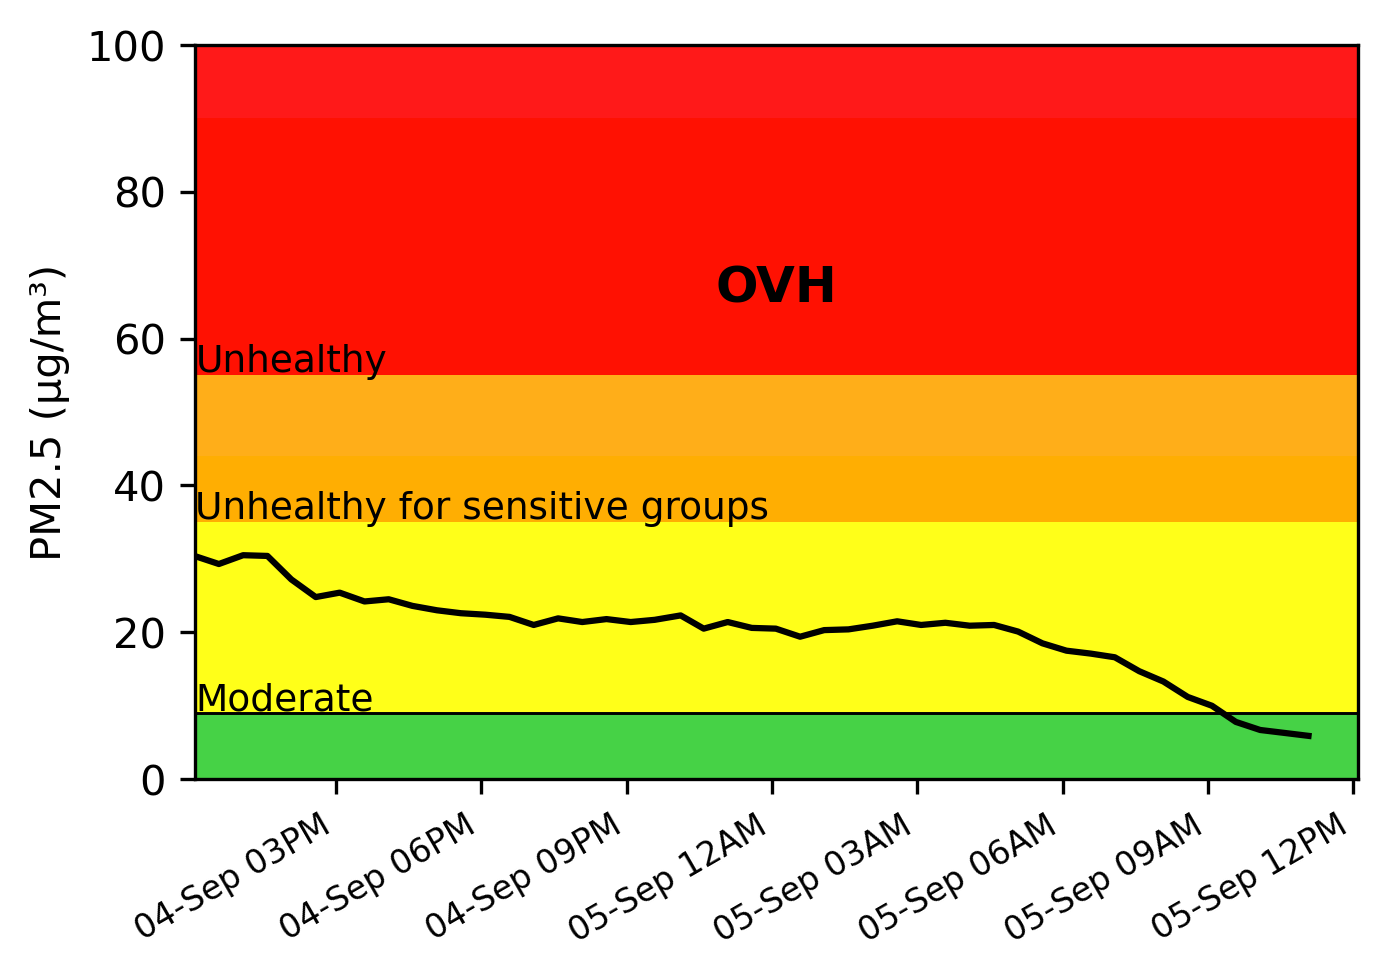 100
80
60
40
20
0
PM2.5 (µg/m³)
OVH
Unhealthy
Unhealthy for sensitive groups
Moderate
04-Sep 03PM
04-Sep 06PM
04-Sep 09PM
05-Sep 12AM
05-Sep 03AM
05-Sep 06AM
05-Sep 09AM
05-Sep 12PM